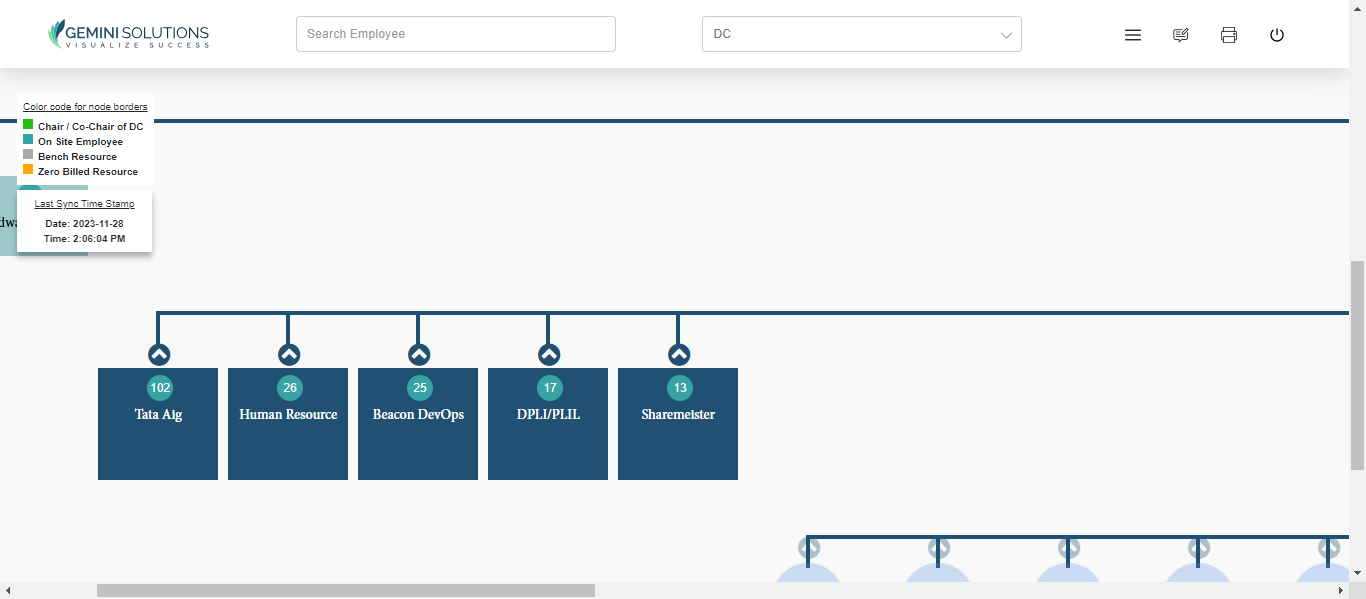 GEMINI SOLUTIONS
VISUALIZE SUCCESS
Search Employee
DC
Color code for node borders
Chair / Co-Chair of DC
On Site Employee
Bench Resource
Zero Billed Resource
Last Sync Time Stamp
Date: 2023-11-28
Time: 2:06:04 PM
102
Tata Aig
26
Human Resource
25
Beacon DevOps
17
DPLI/PLIL
13
Sharemeister